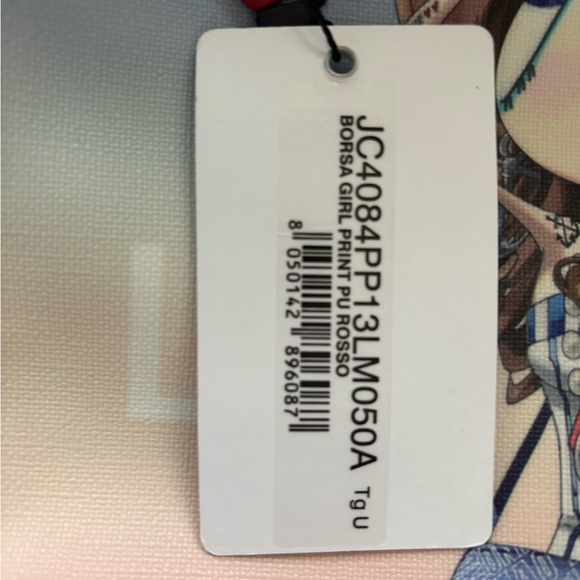 JC4084PP13LM050A Tg U
BORSA GIRL PRINT PU ROSSO
8 050142 896087